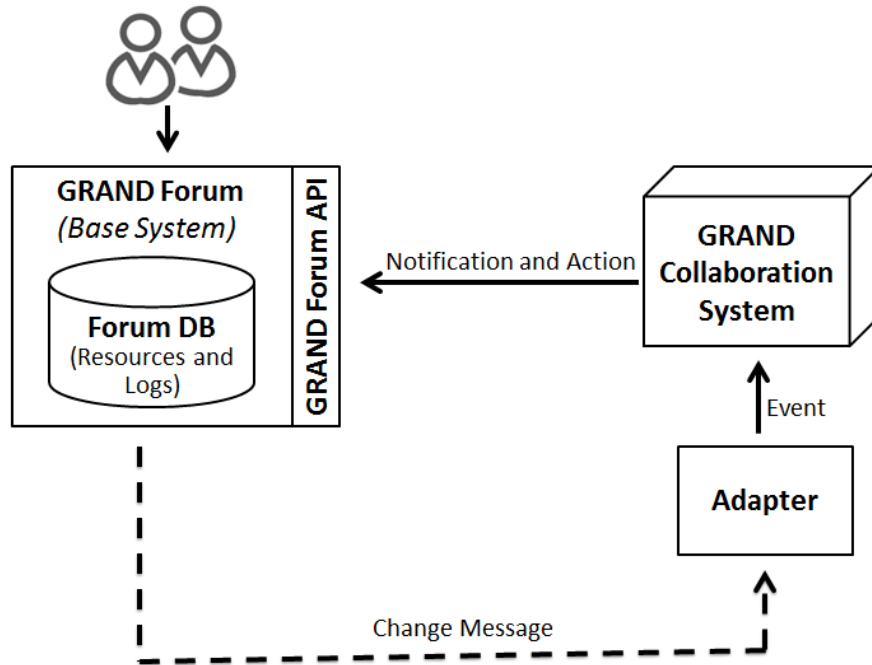 GRAND Forum
(Base System)
Forum DB
(Resources and
Logs)
GRAND Forum API
Notification and Action
GRAND
Collaboration
System
Event
Adapter
Change Message